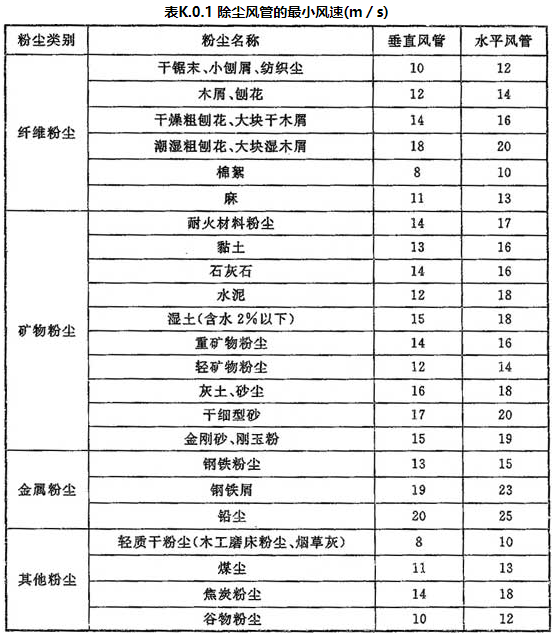 表K.0.1 除尘风管的最小风速(m / s)
粉尘类别 粉尘名称 垂直风管 水平风管
纤维粉尘
干锯末、小刨屑、纺织尘 10 12
木屑、刨花 12 14
干燥粗刨花、大块干木屑 14 16
潮湿粗刨花、大块湿木屑 18 20
棉絮 8 10
麻 11 13
矿物粉尘
耐火材料粉尘 14 17
黏土 13 16
石灰石 14 16
水泥 12 18
湿土(含水2%以下) 15 18
重矿物粉尘 14 16
轻矿物粉尘 12 14
灰土、砂尘 16 18
干细型砂 17 20
金刚砂、刚玉粉 15 19
金属粉尘
钢铁粉尘 13 15
钢铁屑 19 23
铅尘 20 25
其他粉尘
轻质干粉尘(木工磨床粉尘、烟草灰) 8 10
煤尘 11 13
焦炭粉尘 14 18
谷物粉尘 10 12